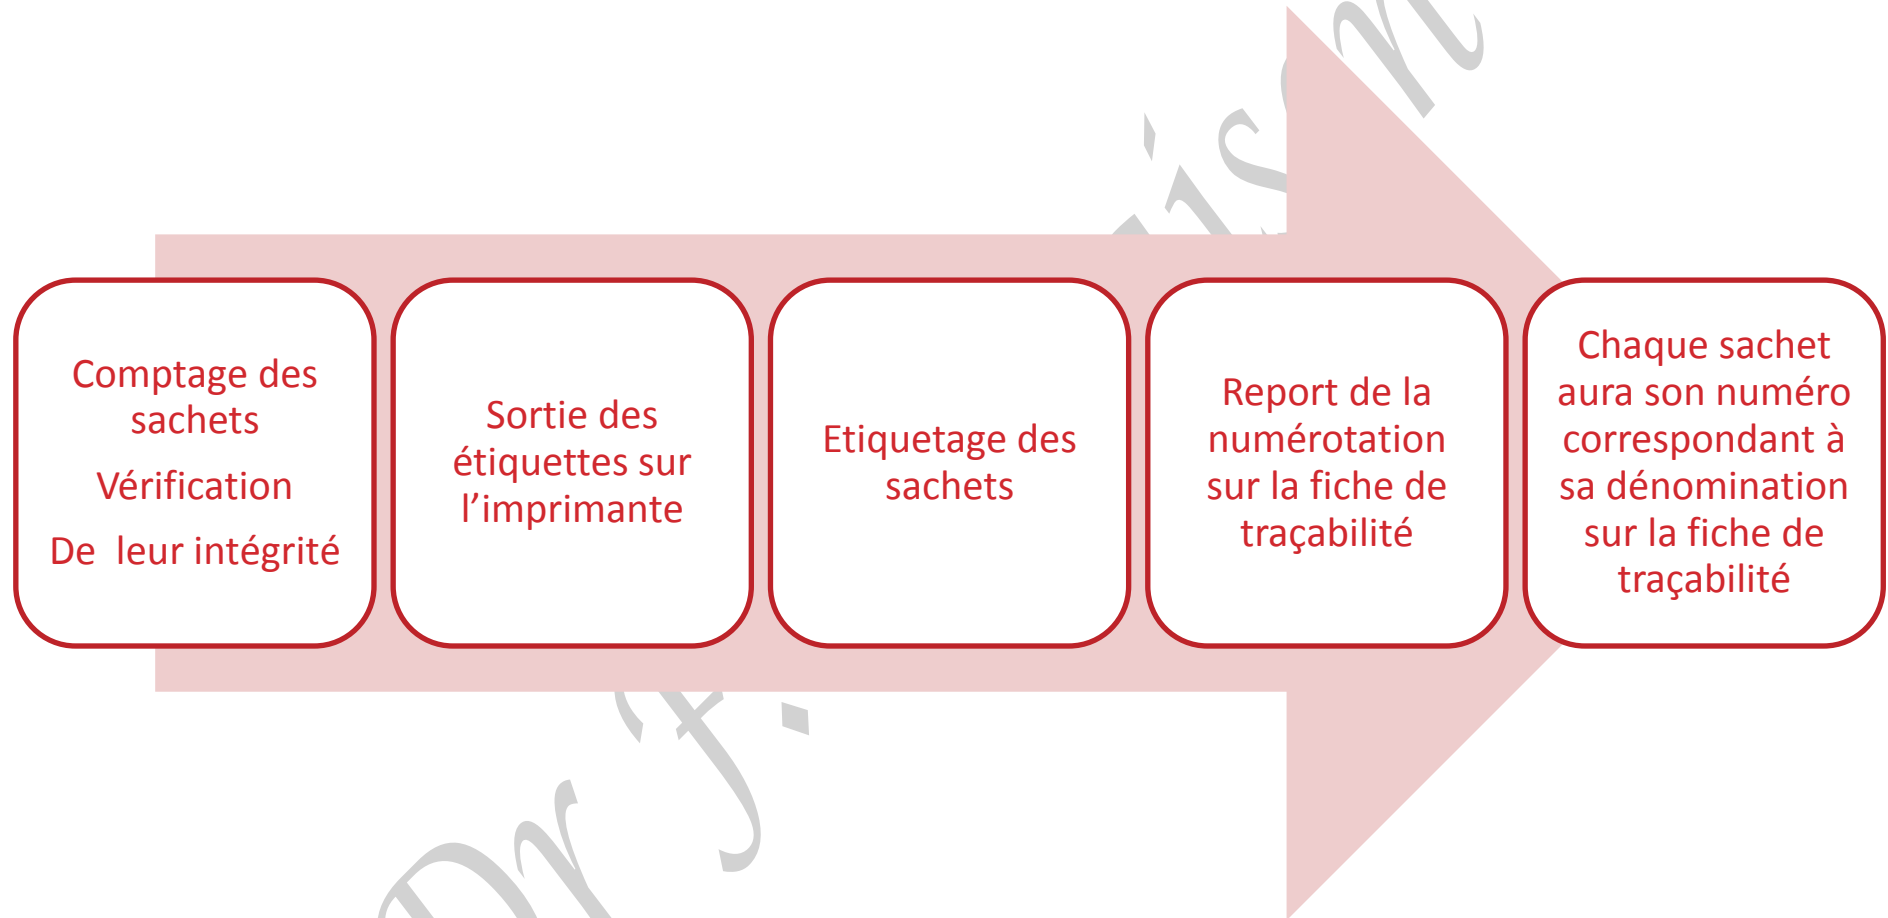 Comptage des
sachets
Vérification
De  leur intégrité
Sortie des
étiquettes sur
l'imprimante
Etiquetage des
sachets
Report de la
numérotation
sur la fiche de
traçabilité
Chaque sachet
aura son numéro
correspondant à
sa dénomination
sur la fiche de
traçabilité
Dr